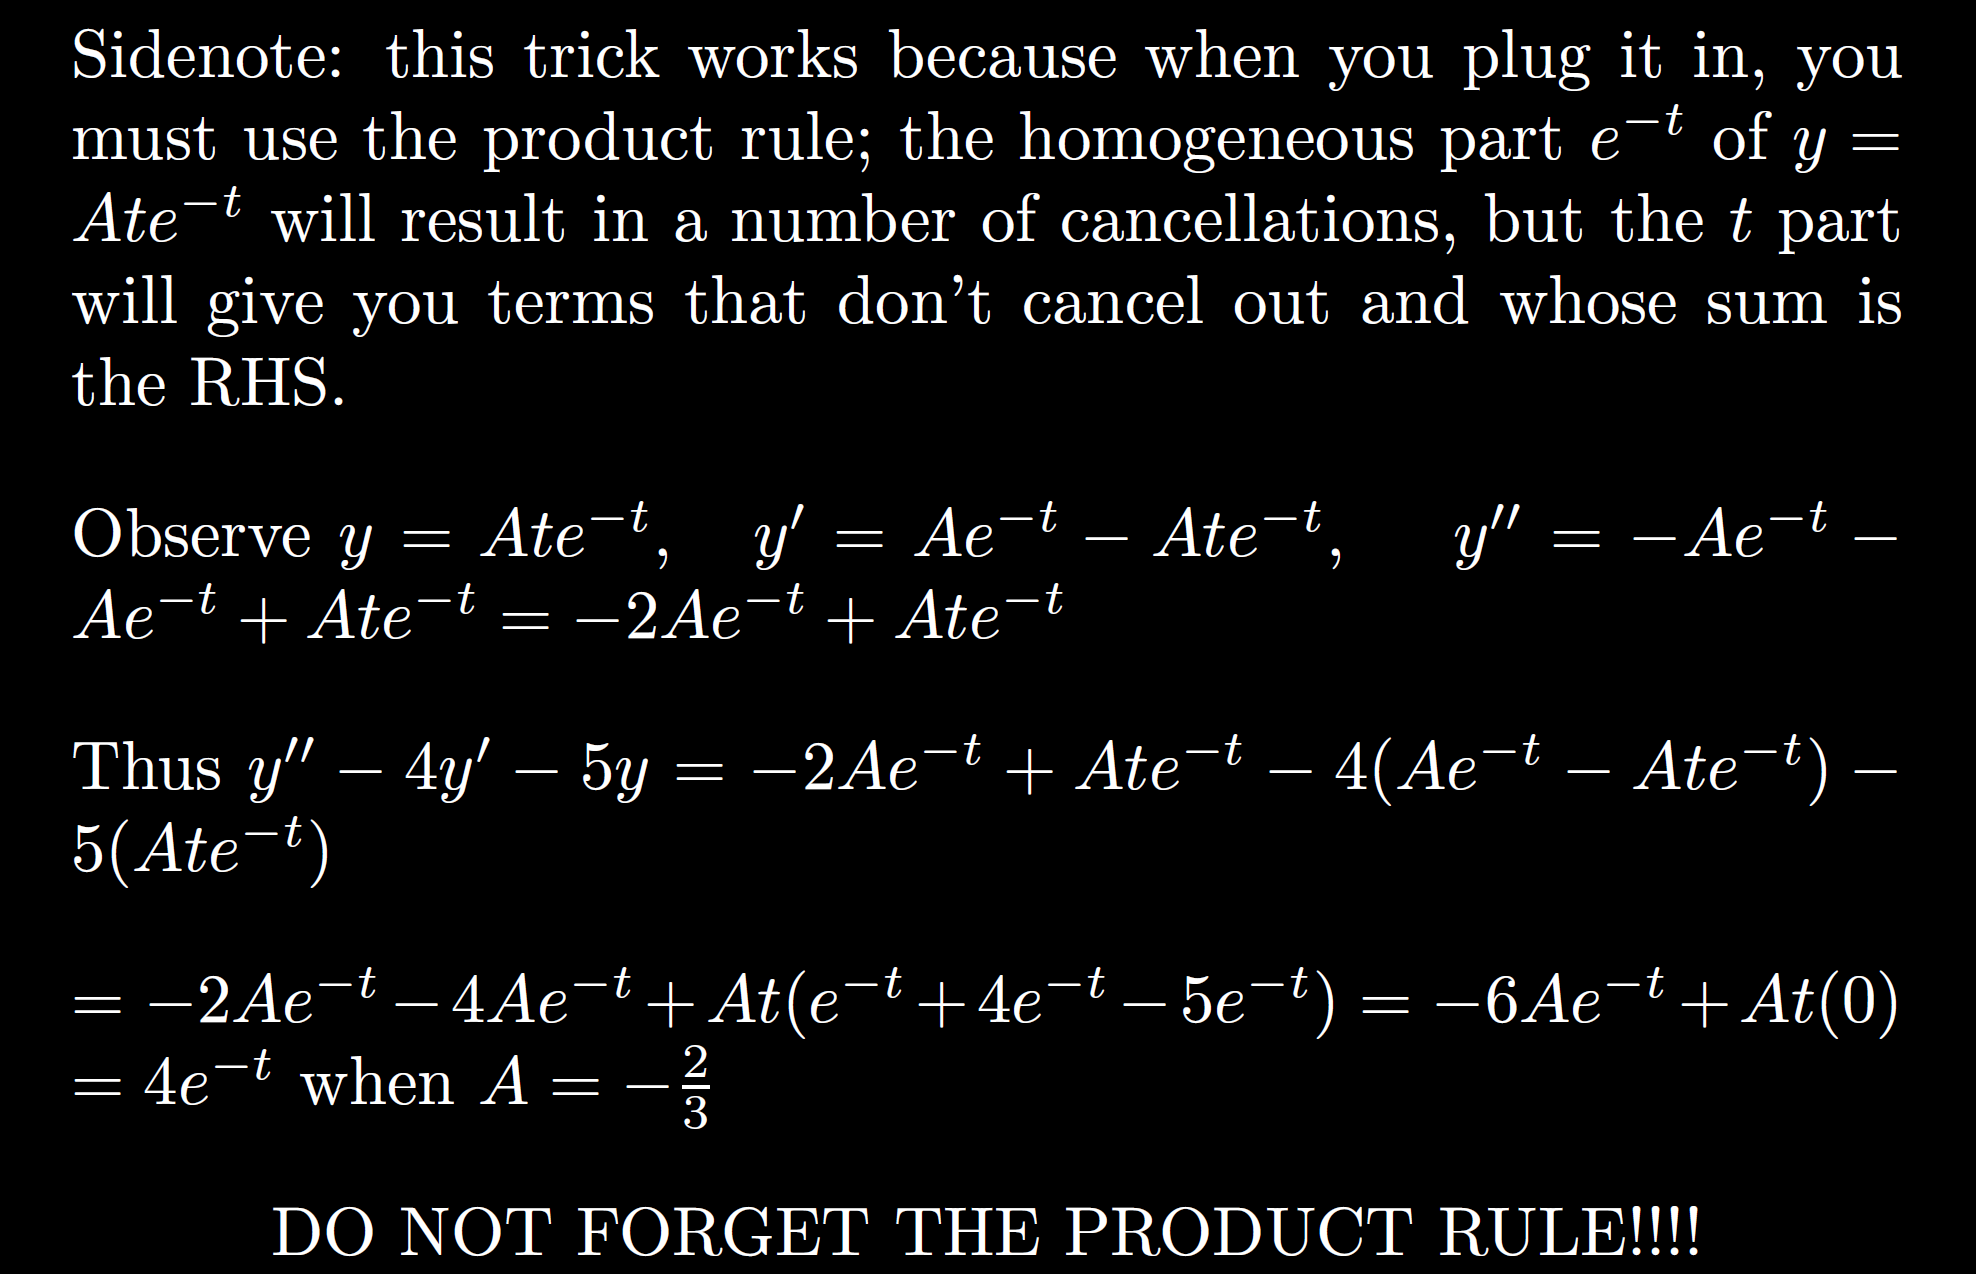 Sidenote: this trick works because when you plug it in, you
must use the product rule; the homogeneous part $e^{-t}$ of $y =$
$Ate^{-t}$ will result in a number of cancellations, but the $t$ part
will give you terms that don't cancel out and whose sum is
the RHS.
Observe $y = Ate^{-t}, \quad y' = Ae^{-t} - Ate^{-t}, \quad y'' = -Ae^{-t} -$
$Ae^{-t} + Ate^{-t} = -2Ae^{-t} + Ate^{-t}$
Thus $y'' - 4y' - 5y = -2Ae^{-t} + Ate^{-t} - 4(Ae^{-t} - Ate^{-t}) -$
$5(Ate^{-t})$
$= -2Ae^{-t} - 4Ae^{-t} + At(e^{-t} + 4e^{-t} - 5e^{-t}) = -6Ae^{-t} + At(0)$
$= 4e^{-t}$ when $A = -\frac{2}{3}$
DO NOT FORGET THE PRODUCT RULE!!!!